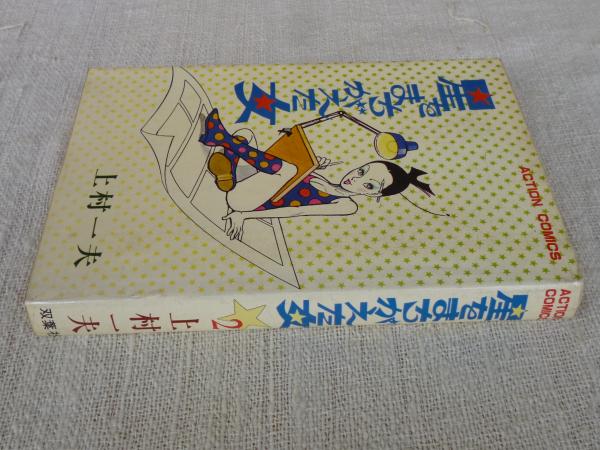 ACTION COMICS
星を
まち
がえた
女
上村一夫
ACTION
COMICS
星をまちがえた女
2
上村一夫
双葉